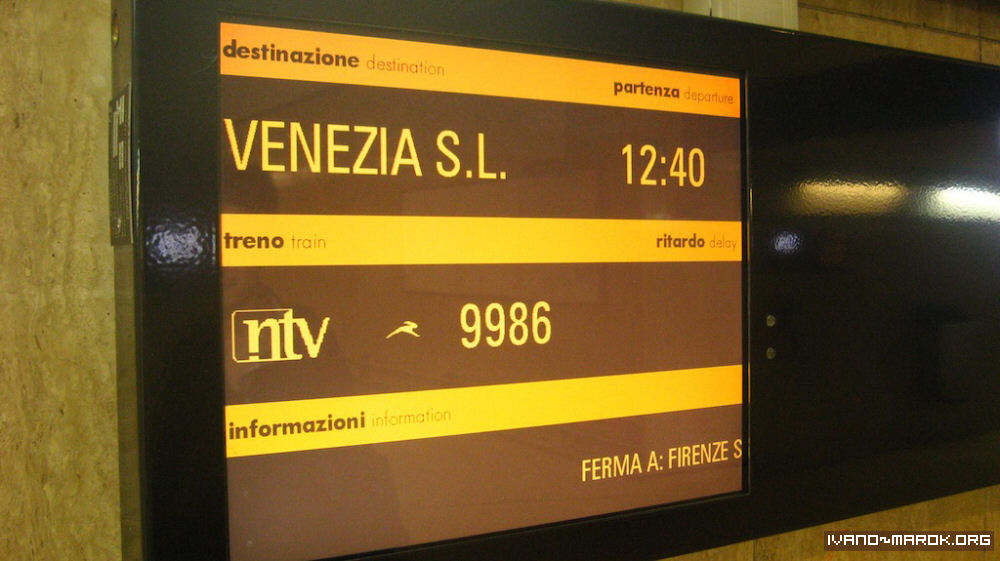 destinazione destination
partenza departure
VENEZIA S.L. 12:40
treno train ritardo delay
ntv 9986
informazioni information
FERMA A: FIRENZE S
IVANO~MAROK.ORG